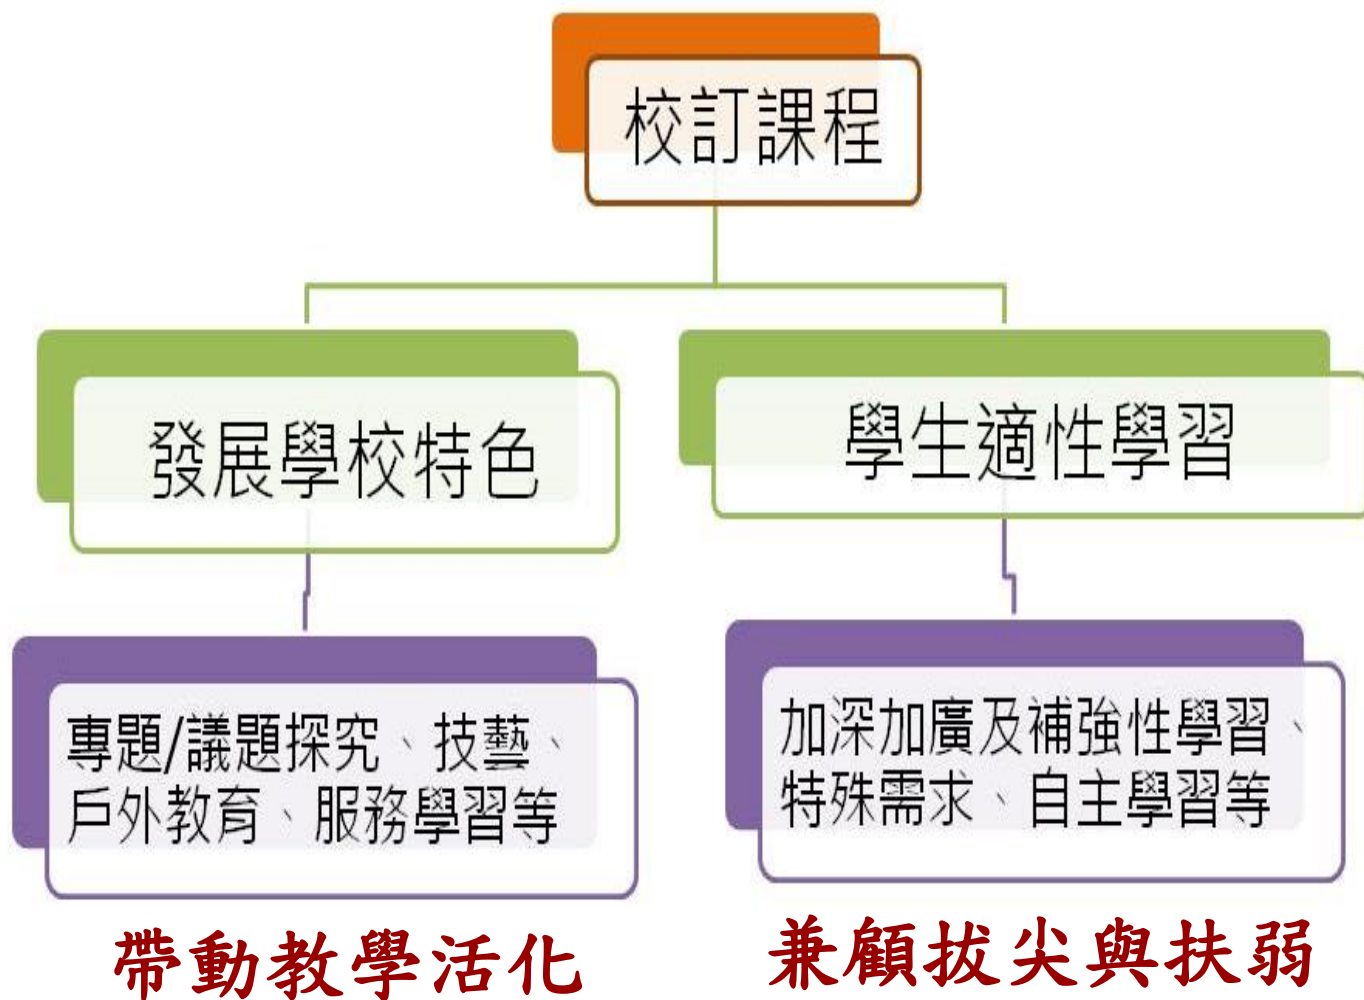 校訂課程
發展學校特色
學生適性學習
專題/議題探究、技藝、
戶外教育、服務學習等
加深加廣及補強性學習、
特殊需求、自主學習等
帶動教學活化
兼顧拔尖與扶弱